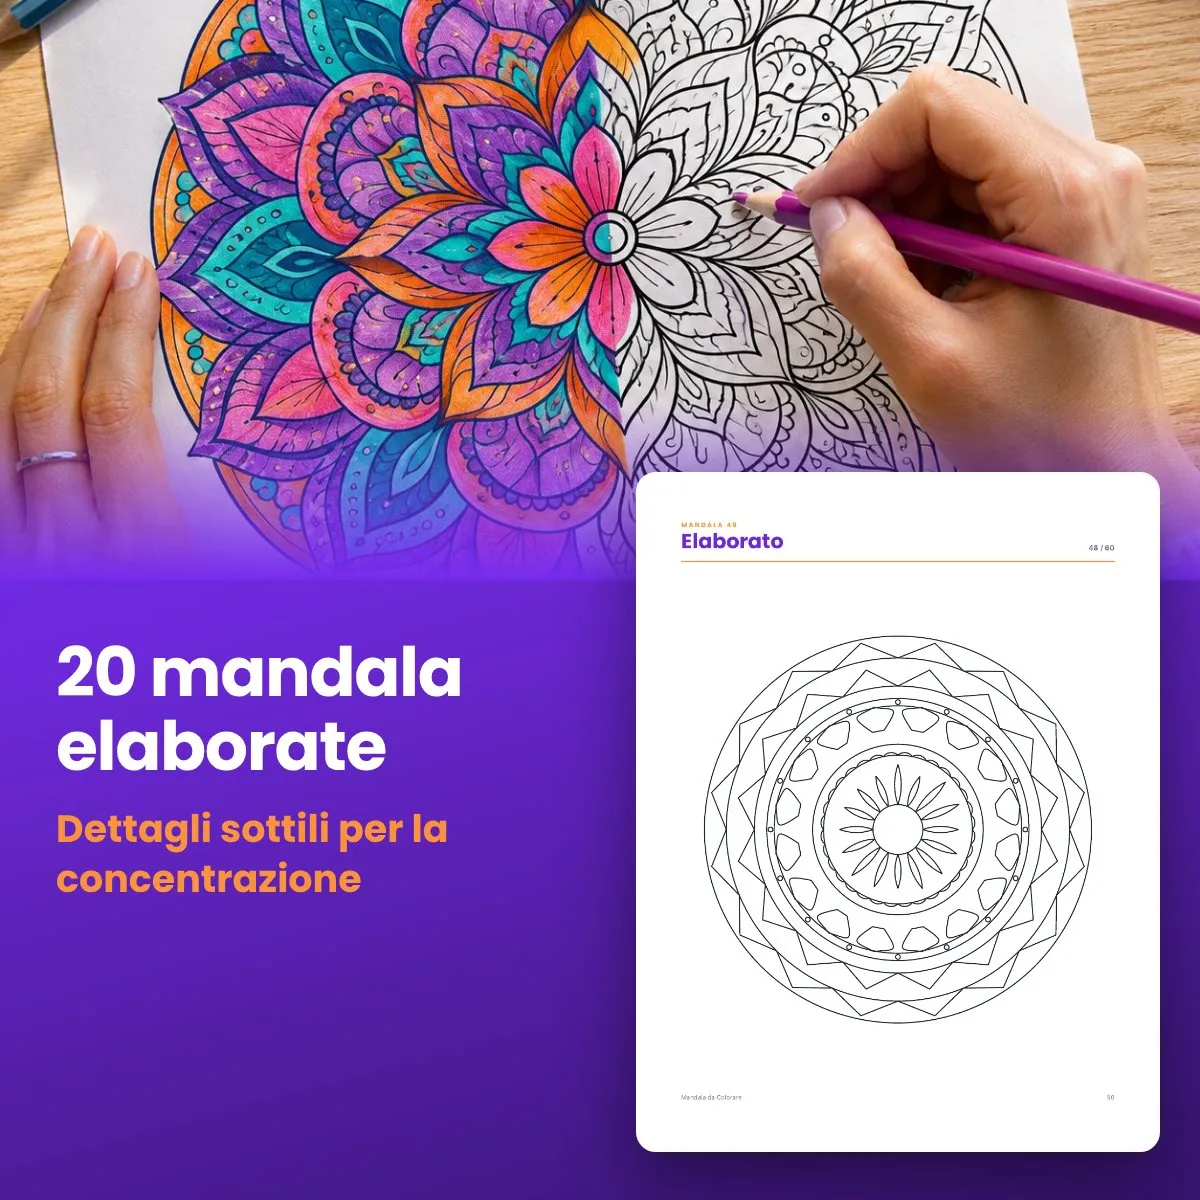 20 mandala
elaborate
Dettagli sottili per la
concentrazione
MANDALA 48
Elaborato
48 / 60
Mandala da Colorare
50